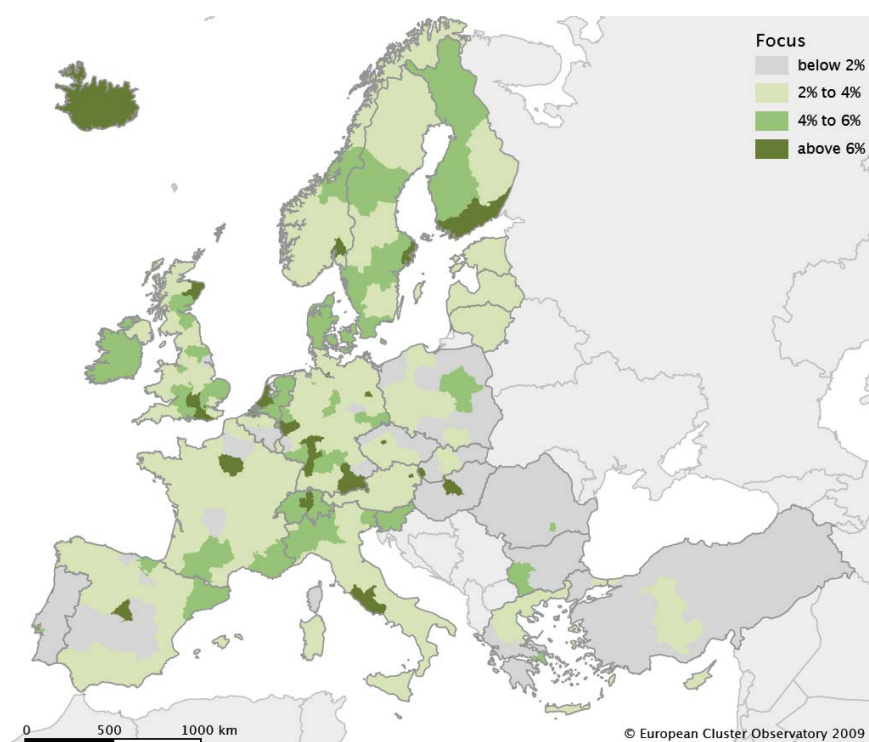 Focus
below 2%
2% to 4%
4% to 6%
above 6%
0 500 1000 km
© European Cluster Observatory 2009